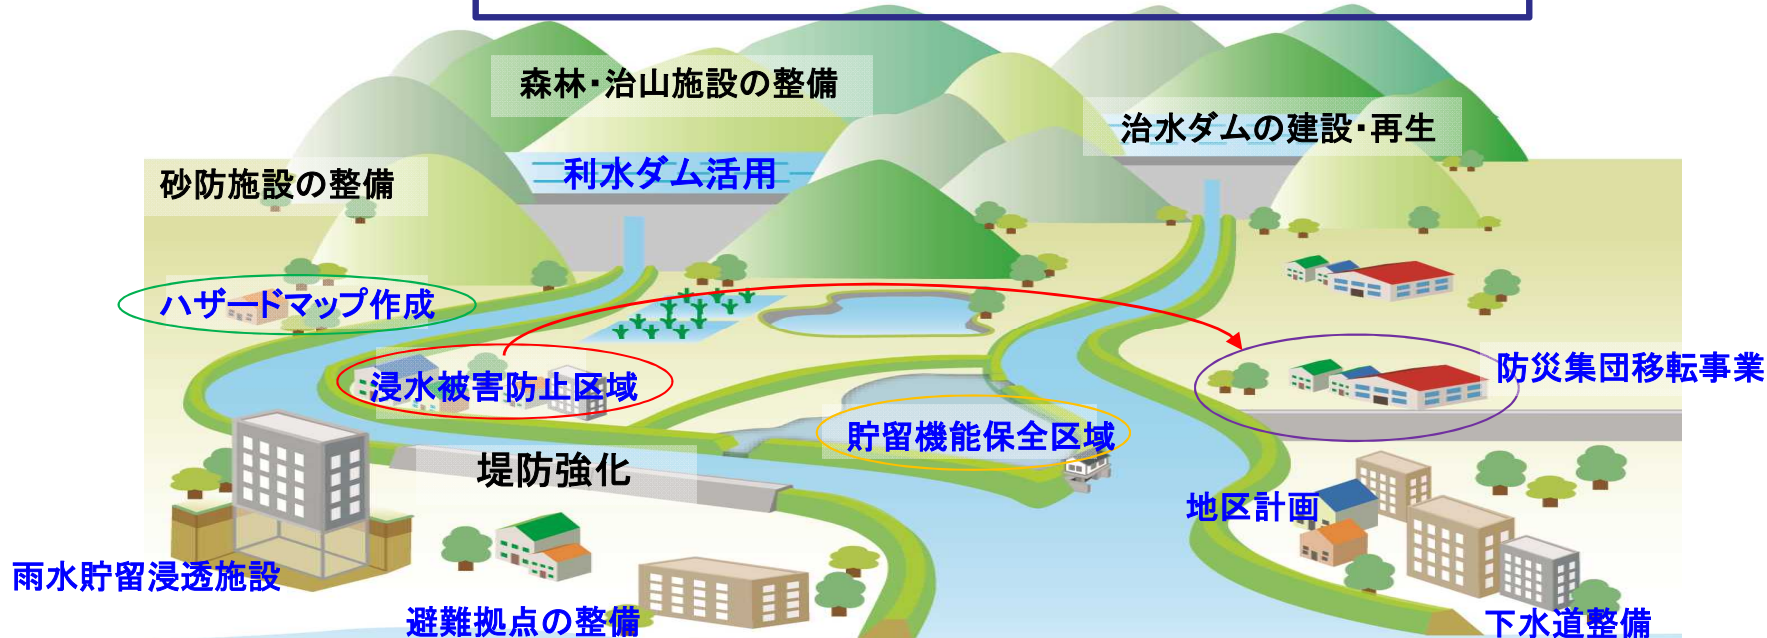 森林・治山施設の整備
治水ダムの建設・再生
利水ダム活用
砂防施設の整備
ハザードマップ作成
浸水被害防止区域
防災集団移転事業
貯留機能保全区域
堤防強化
地区計画
雨水貯留浸透施設
避難拠点の整備
下水道整備